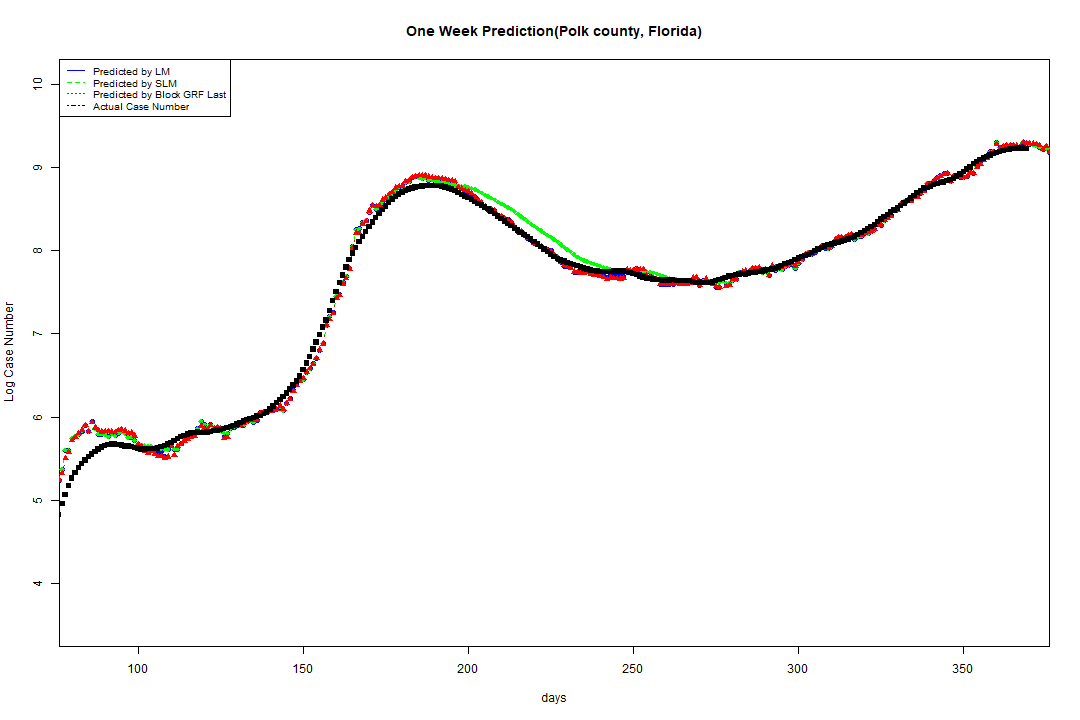 One Week Prediction(Polk county, Florida)
Predicted by LM
Predicted by SLM
Predicted by Block GRF Last
Actual Case Number
10
9
8
7
6
5
4
Log Case Number
100 150 200 250 300 350
days